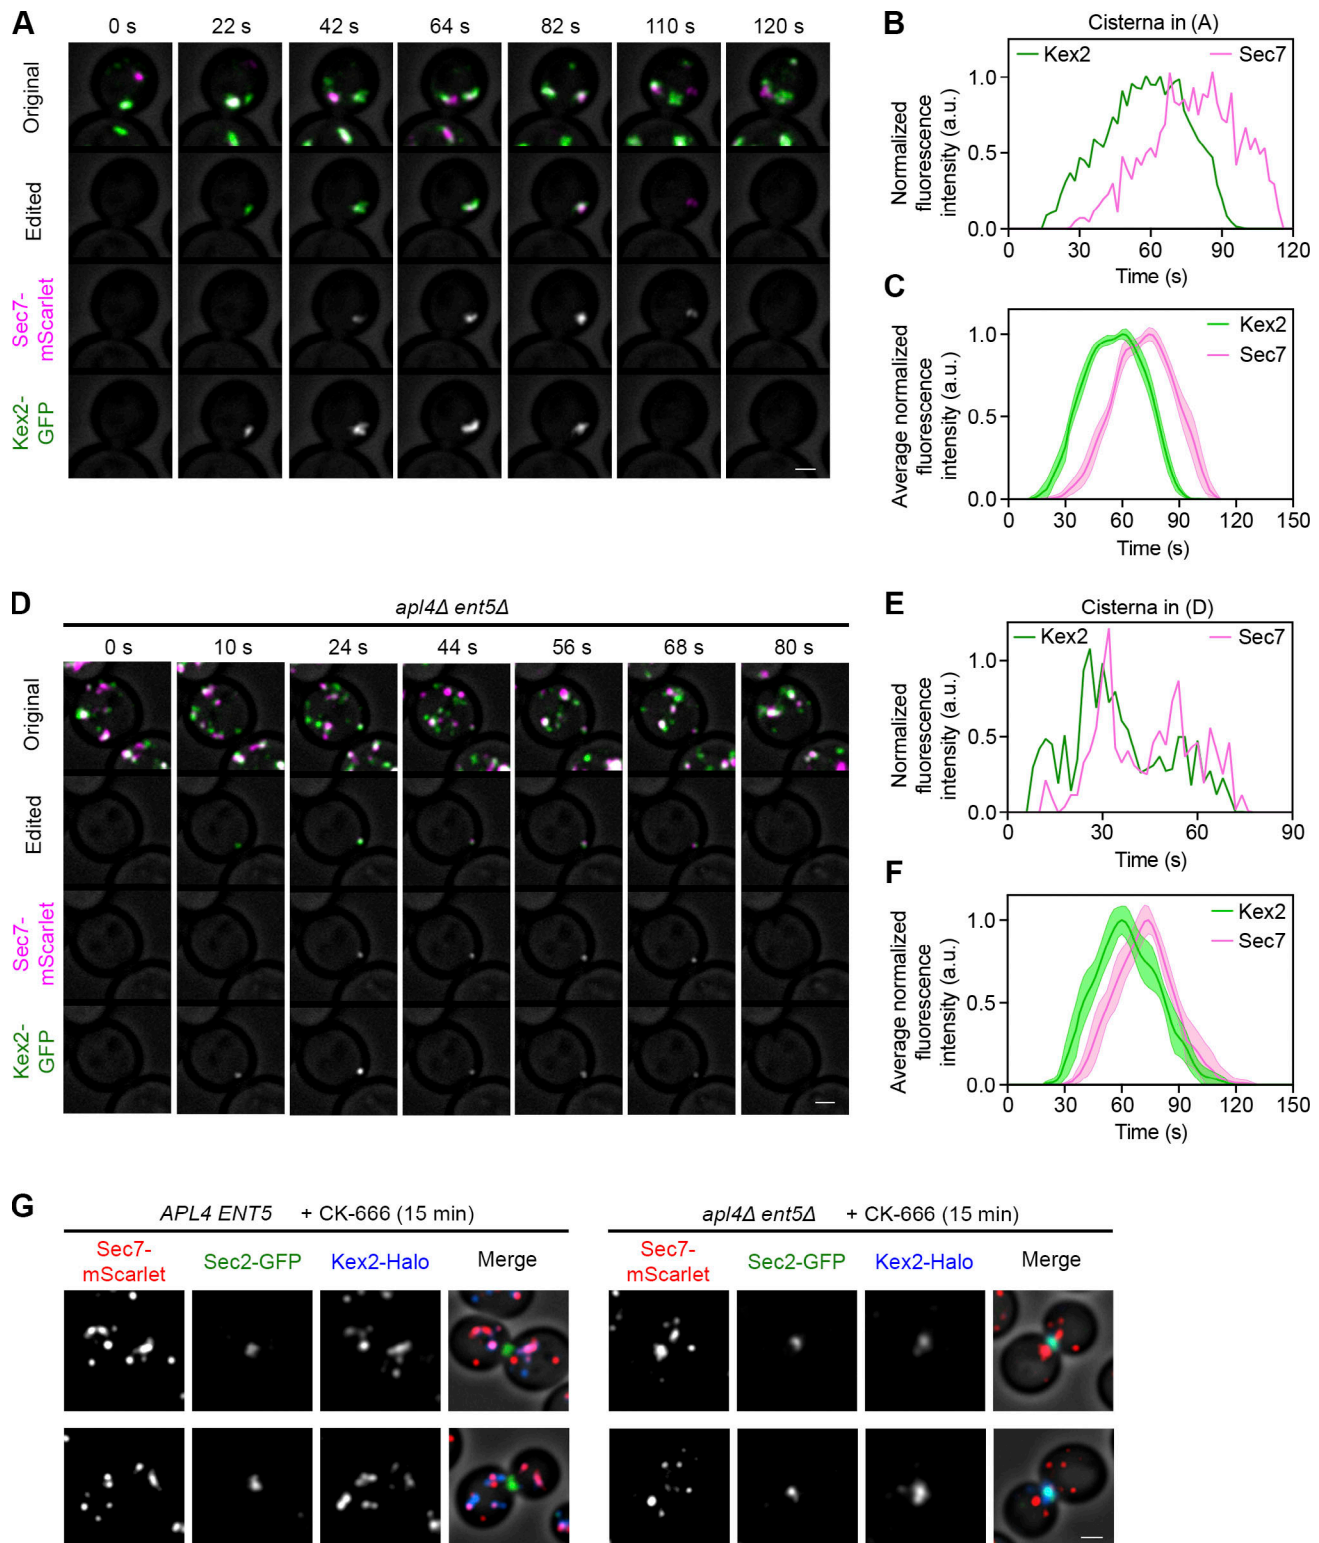 A
0 s 22 s 42 s 64 s 82 s 110 s 120 s
Original
Edited
Sec7-
mScarlet
Kex2-
GFP
B
Cisterna in (A)
Kex2 Sec7
1.0
0.5
0.0
Normalized
fluorescence
intensity (a.u.)
0 30 60 90 120
Time (s)
C
Kex2
Sec7
1.0
0.5
0.0
Average normalized
fluorescence
intensity (a.u.)
0 30 60 90 120 150
Time (s)
D
apl4Δ ent5Δ
0 s 10 s 24 s 44 s 56 s 68 s 80 s
Original
Edited
Sec7-
mScarlet
Kex2-
GFP
E
Cisterna in (D)
Kex2 Sec7
1.0
0.5
0.0
Normalized
fluorescence
intensity (a.u.)
0 30 60 90
Time (s)
F
Kex2
Sec7
1.0
0.5
0.0
Average normalized
fluorescence
intensity (a.u.)
0 30 60 90 120 150
Time (s)
G
APL4 ENT5 + CK-666 (15 min)
Sec7-
mScarlet
Sec2-GFP
Kex2-Halo
Merge
apl4Δ ent5Δ + CK-666 (15 min)
Sec7-
mScarlet
Sec2-GFP
Kex2-Halo
Merge